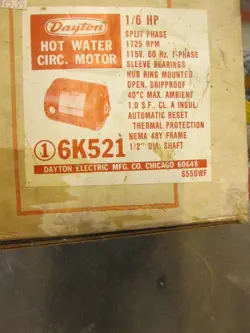 Dayton
HOT WATER
CIRC. MOTOR
1/6 HP
SPLIT PHASE
1725 RPM
115V. 60 Hz. 1-PHASE
SLEEVE BEARINGS
HUB RING MOUNTED
OPEN, DRIPPROOF
40°C MAX. AMBIENT
1.0 S.F., CL. A INSUL.
AUTOMATIC RESET
THERMAL PROTECTION
NEMA 48Y FRAME
1/2" DIA. SHAFT
① 6K521
DAYTON ELECTRIC MFG. CO. CHICAGO 60648
S550WF